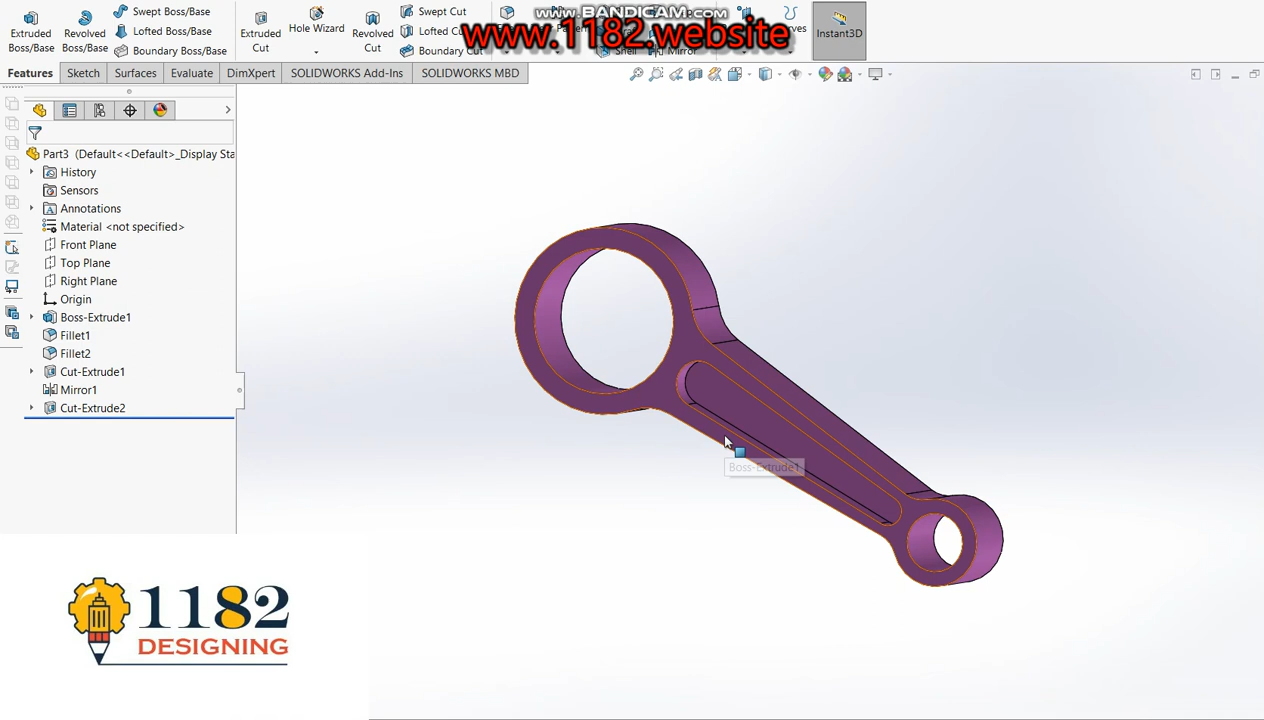 www.BANDICAM.com
www.1182.website
Extruded Boss/Base
Revolved Boss/Base
Swept Boss/Base
Lofted Boss/Base
Boundary Boss/Base
Extruded Cut
Hole Wizard
Revolved Cut
Swept Cut
Lofted Cut
Boundary Cut
Shell
Mirror
Instant3D
Features
Sketch
Surfaces
Evaluate
DimXpert
SOLIDWORKS Add-Ins
SOLIDWORKS MBD
Part3 (Default<<Default>_Display Sta
History
Sensors
Annotations
Material <not specified>
Front Plane
Top Plane
Right Plane
Origin
Boss-Extrude1
Fillet1
Fillet2
Cut-Extrude1
Mirror1
Cut-Extrude2
Boss-Extrude1
1182
DESIGNING